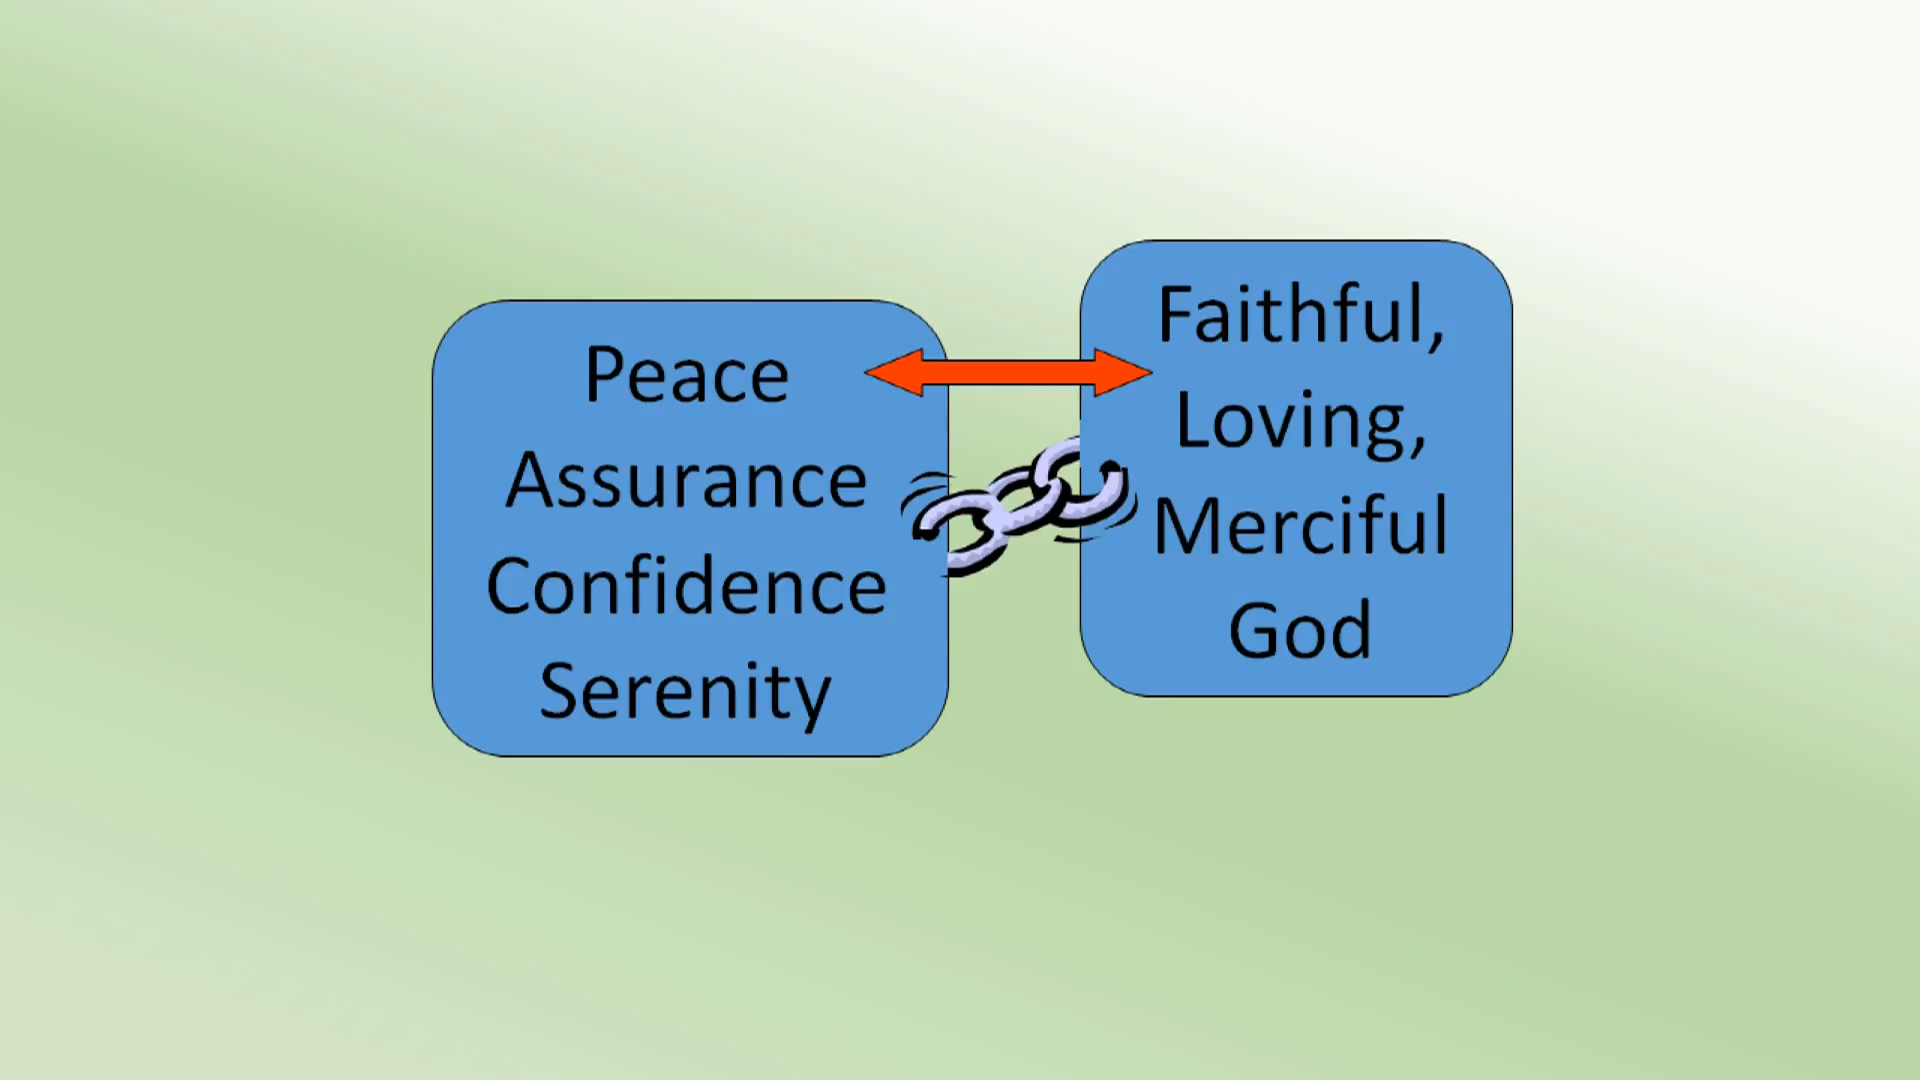 Peace
Assurance
Confidence
Serenity
Faithful,
Loving,
Merciful
God